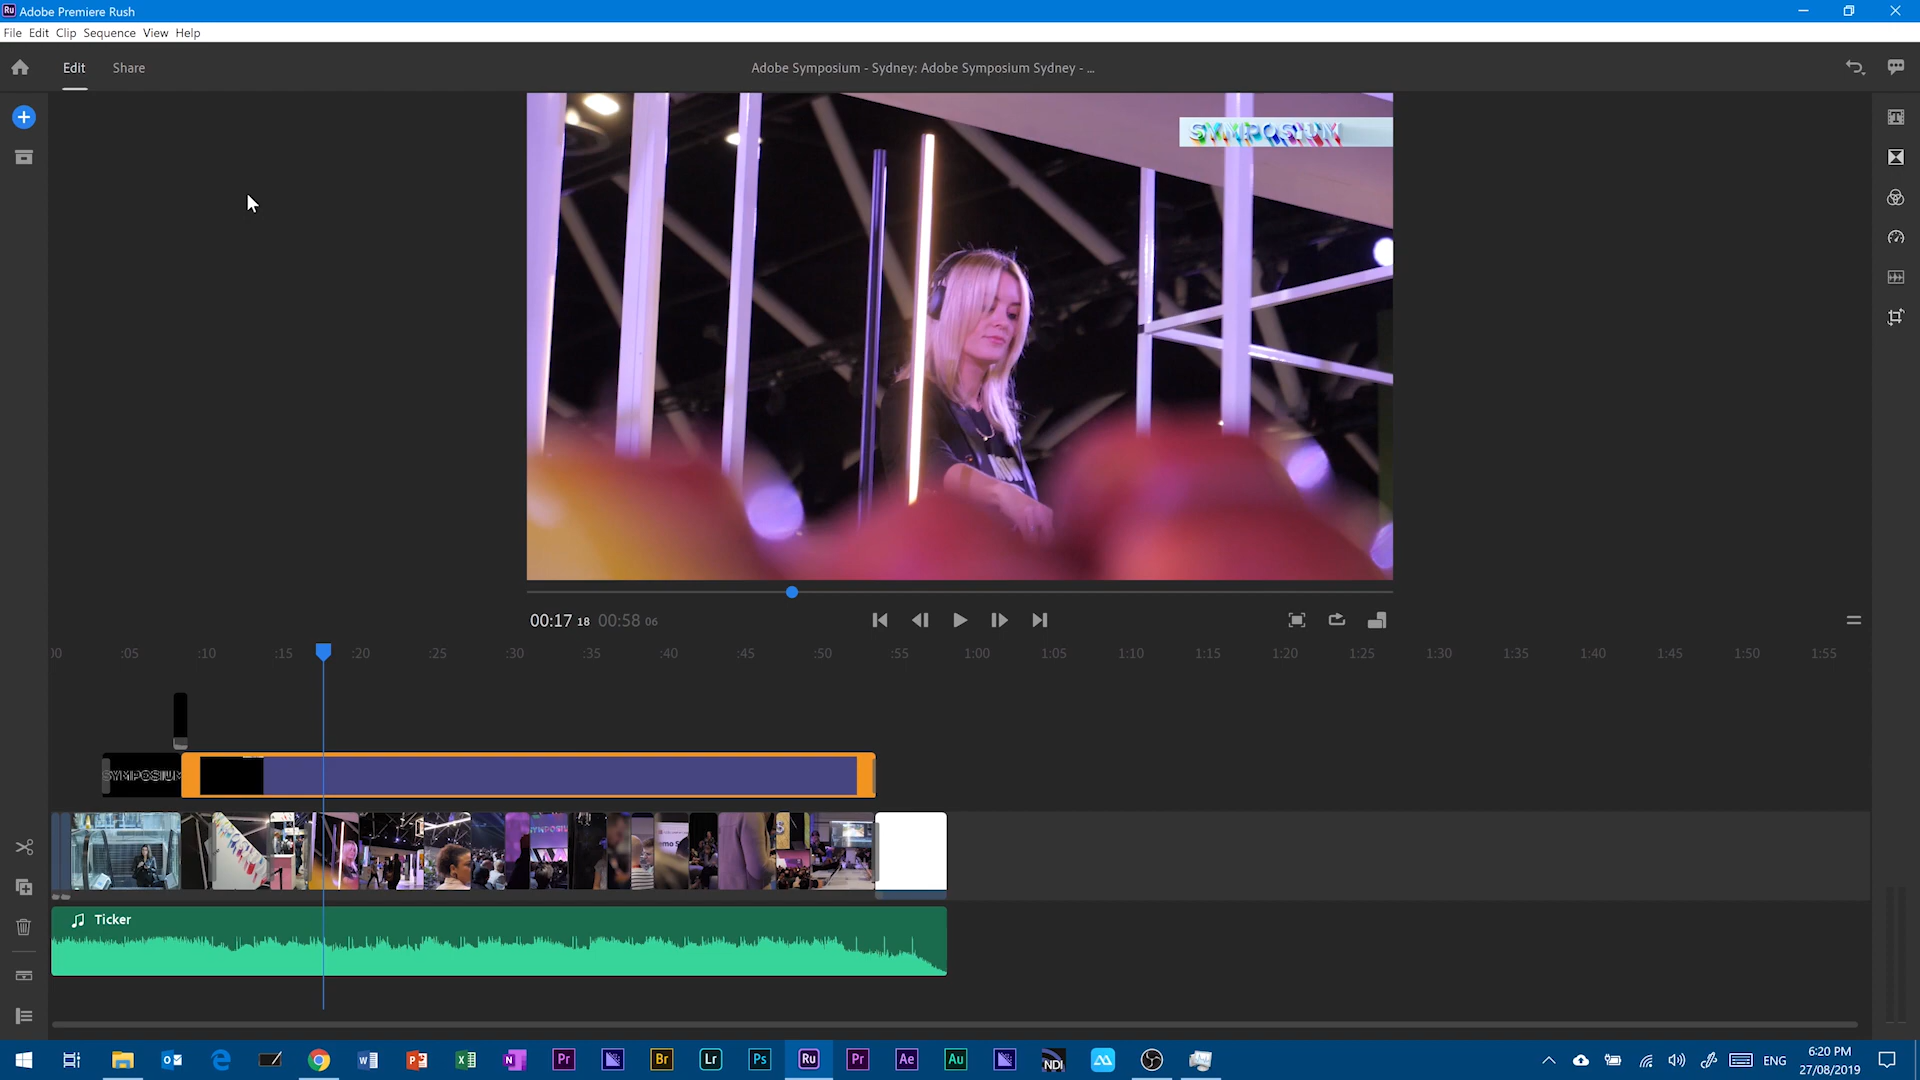 Ru Adobe Premiere Rush
File Edit Clip Sequence View Help
Edit Share
Adobe Symposium - Sydney: Adobe Symposium Sydney - ...
SYMPOSIUM
00:17 18 00:58 06
:05 :10 :15 :20 :25 :30 :35 :40 :45 :50 :55 1:00 1:05 1:10 1:15 1:20 1:25 1:30 1:35 1:40 1:45 1:50 1:55
SYMPOSIUM
Ticker
Pr Br Lr Ps Ru Pr Ae Au NDI
ENG
6:20 PM
27/08/2019